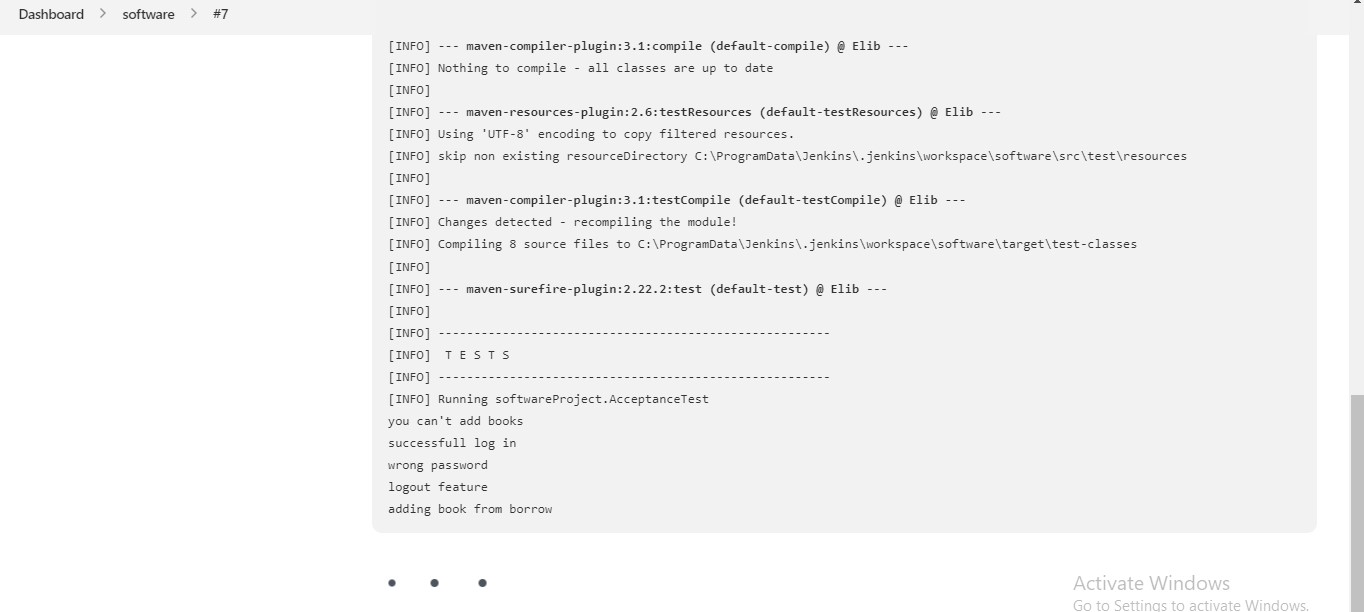 Dashboard > software > #7
[INFO] --- maven-compiler-plugin:3.1:compile (default-compile) @ Elib ---
[INFO] Nothing to compile - all classes are up to date
[INFO]
[INFO] --- maven-resources-plugin:2.6:testResources (default-testResources) @ Elib ---
[INFO] Using 'UTF-8' encoding to copy filtered resources.
[INFO] skip non existing resourceDirectory C:\ProgramData\Jenkins\.jenkins\workspace\software\src\test\resources
[INFO]
[INFO] --- maven-compiler-plugin:3.1:testCompile (default-testCompile) @ Elib ---
[INFO] Changes detected - recompiling the module!
[INFO] Compiling 8 source files to C:\ProgramData\Jenkins\.jenkins\workspace\software\target\test-classes
[INFO]
[INFO] --- maven-surefire-plugin:2.22.2:test (default-test) @ Elib ---
[INFO]
[INFO] -------------------------------------------------------
[INFO]  T E S T S
[INFO] -------------------------------------------------------
[INFO] Running softwareProject.AcceptanceTest
you can't add books
successfull log in
wrong password
logout feature
adding book from borrow
Activate Windows
Go to Settings to activate Windows.